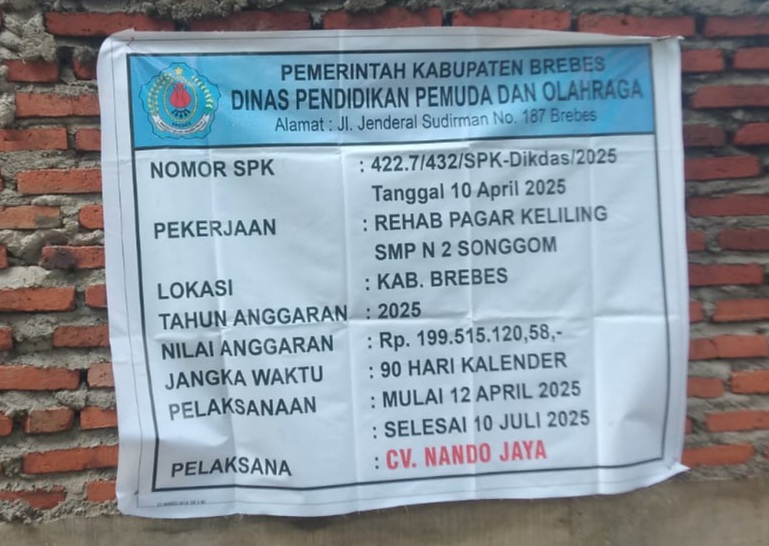 PEMERINTAH KABUPATEN BREBES
DINAS PENDIDIKAN PEMUDA DAN OLAHRAGA
Alamat : Jl. Jenderal Sudirman No. 187 Brebes
NOMOR SPK : 422.7/432/SPK-Dikdas/2025
Tanggal 10 April 2025
PEKERJAAN : REHAB PAGAR KELILING
SMP N 2 SONGGOM
LOKASI : KAB. BREBES
TAHUN ANGGARAN : 2025
NILAI ANGGARAN : Rp. 199.515.120,58,-
JANGKA WAKTU : 90 HARI KALENDER
PELAKSANAAN : MULAI 12 APRIL 2025
: SELESAI 10 JULI 2025
PELAKSANA : CV. NANDO JAYA